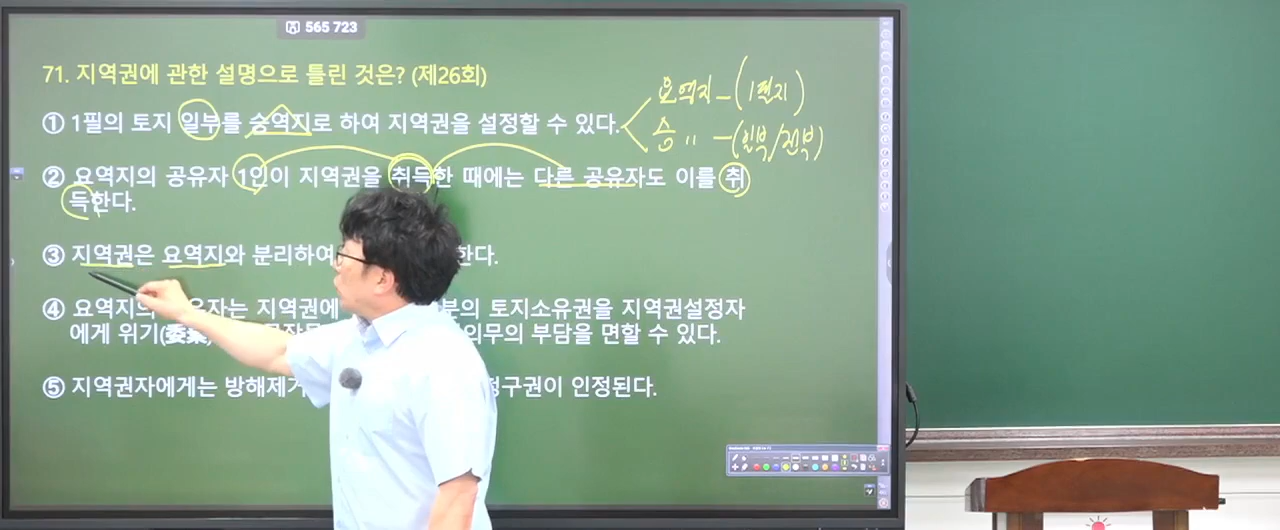 565 723
71. 지역권에 관한 설명으로 틀린 것은? (제26회)
① 1필의 토지 일부를 승역지로 하여 지역권을 설정할 수 있다.
요역지 - (1필지)
승 〃 - (일부/전부)
② 요역지의 공유자 1인이 지역권을 취득한 때에는 다른 공유자도 이를 취
득한다.
③ 지역권은 요역지와 분리하여 한다.
④ 요역지의 유자는 지역권에 분의 토지소유권을 지역권설정자
에게 위기(委棄) 의무의 부담을 면할 수 있다.
⑤ 지역권자에게는 방해제거 청구권이 인정된다.